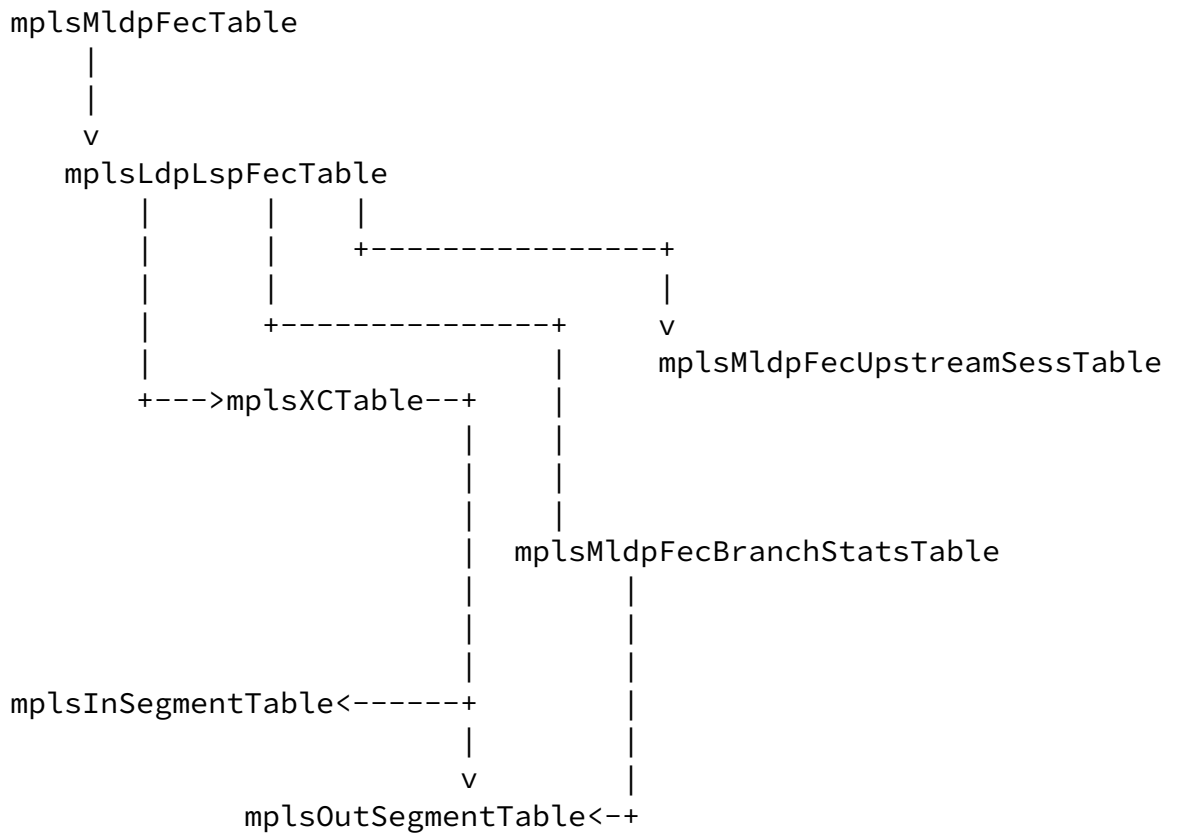 mplsMldpFecTable
|
|
v
mplsLdpLspFecTable
| | |
| | +----------------+
| | |
| +---------------+ v
| | mplsMldpFecUpstreamSessTable
+--->mplsXCTable--+ |
| |
| |
| |
| mplsMldpFecBranchStatsTable
| |
| |
| |
mplsInSegmentTable<------+ |
| |
v |
mplsOutSegmentTable<-+